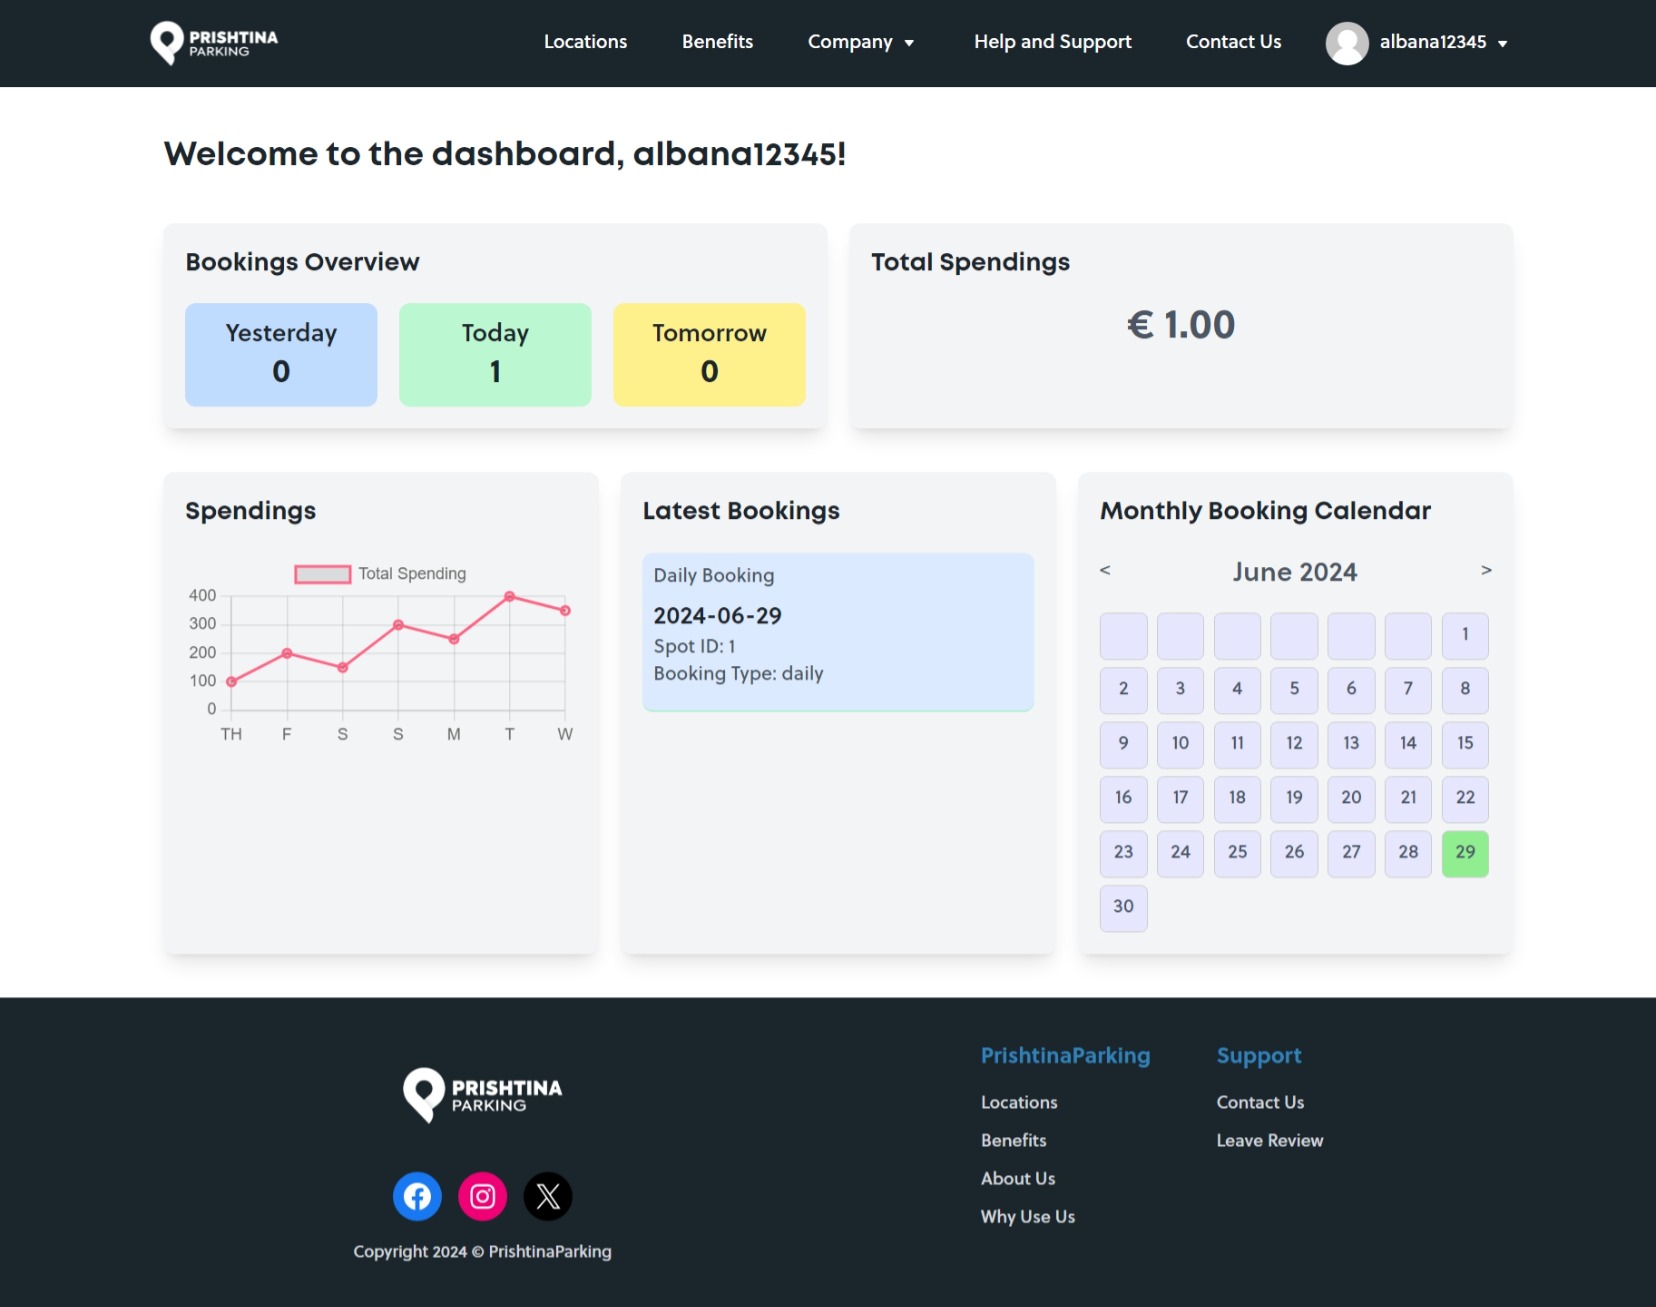 PRISHTINA
PARKING
Locations
Benefits
Company
Help and Support
Contact Us
albana12345
Welcome to the dashboard, albana12345!
Bookings Overview
Yesterday
0
Today
1
Tomorrow
0
Total Spendings
€ 1.00
Spendings
Total Spending
400
300
200
100
0
TH F S S M T W
Latest Bookings
Daily Booking
2024-06-29
Spot ID: 1
Booking Type: daily
Monthly Booking Calendar
< June 2024 >
1
2 3 4 5 6 7 8
9 10 11 12 13 14 15
16 17 18 19 20 21 22
23 24 25 26 27 28 29
30
PRISHTINA
PARKING
Copyright 2024 © PrishtinaParking
PrishtinaParking
Locations
Benefits
About Us
Why Use Us
Support
Contact Us
Leave Review